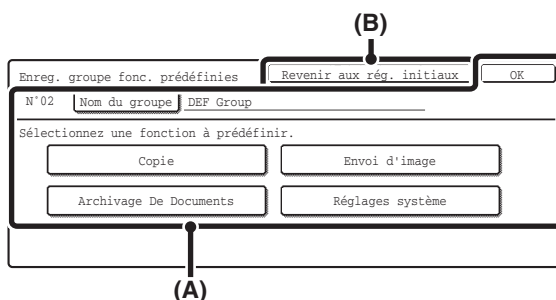 (B)
Enreg. groupe fonc. prédéfinies Revenir aux rég. initiaux OK
N°02 Nom du groupe DEF Group
Sélectionnez une fonction à prédéfinir.
Copie Envoi d'image
Archivage De Documents Réglages système
(A)